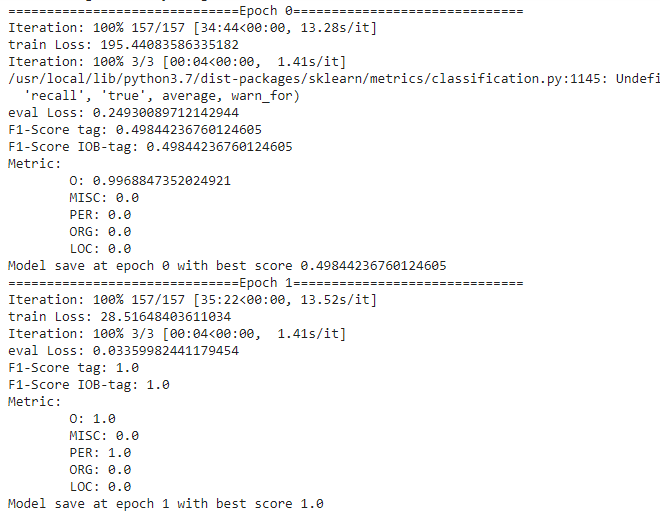 ==============================Epoch 0==============================
Iteration: 100% 157/157 [34:44<00:00, 13.28s/it]
train Loss: 195.44083586335182
Iteration: 100% 3/3 [00:04<00:00,  1.41s/it]
/usr/local/lib/python3.7/dist-packages/sklearn/metrics/classification.py:1145: Undefi
  'recall', 'true', average, warn_for)
eval Loss: 0.24930089712142944
F1-Score tag: 0.49844236760124605
F1-Score IOB-tag: 0.49844236760124605
Metric:
        O: 0.9968847352024921
        MISC: 0.0
        PER: 0.0
        ORG: 0.0
        LOC: 0.0
Model save at epoch 0 with best score 0.49844236760124605
==============================Epoch 1==============================
Iteration: 100% 157/157 [35:22<00:00, 13.52s/it]
train Loss: 28.51648403611034
Iteration: 100% 3/3 [00:04<00:00,  1.41s/it]
eval Loss: 0.03359982441179454
F1-Score tag: 1.0
F1-Score IOB-tag: 1.0
Metric:
        O: 1.0
        MISC: 0.0
        PER: 1.0
        ORG: 0.0
        LOC: 0.0
Model save at epoch 1 with best score 1.0